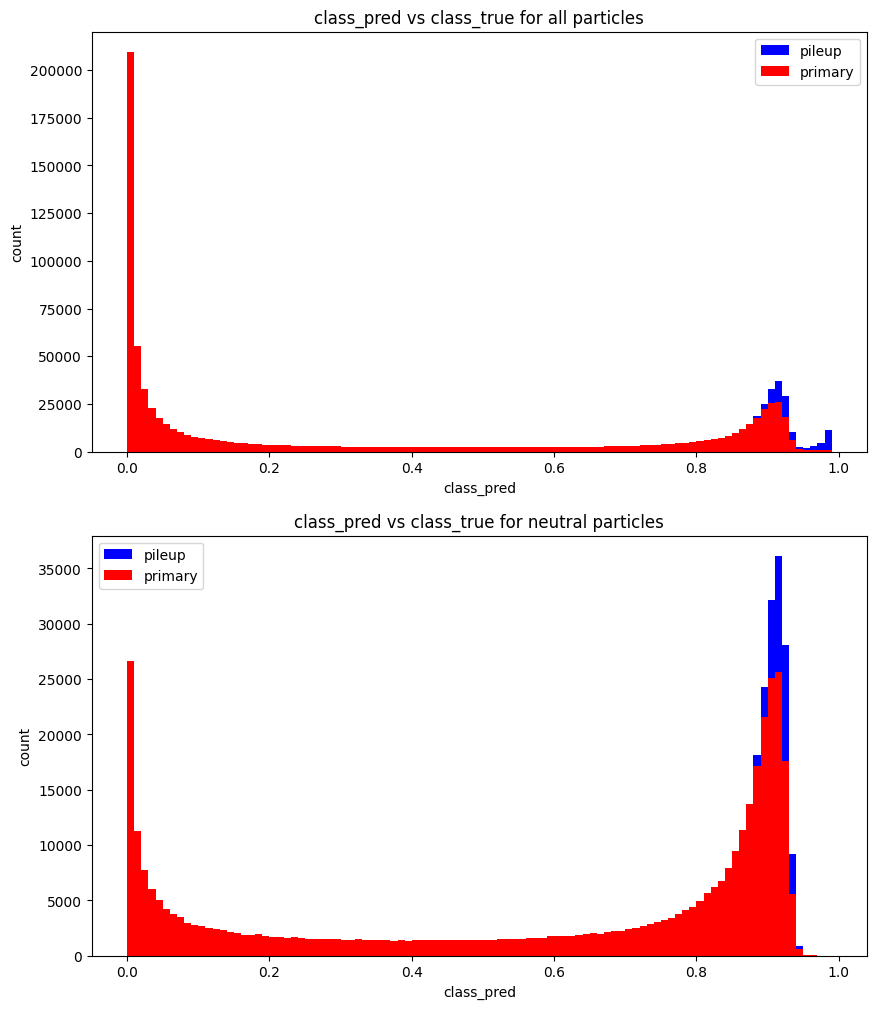 class_pred vs class_true for all particles
pileup
primary
200000
175000
150000
125000
100000
75000
50000
25000
0
count
0.0 0.2 0.4 0.6 0.8 1.0
class_pred
class_pred vs class_true for neutral particles
pileup
primary
35000
30000
25000
20000
15000
10000
5000
0
count
0.0 0.2 0.4 0.6 0.8 1.0
class_pred